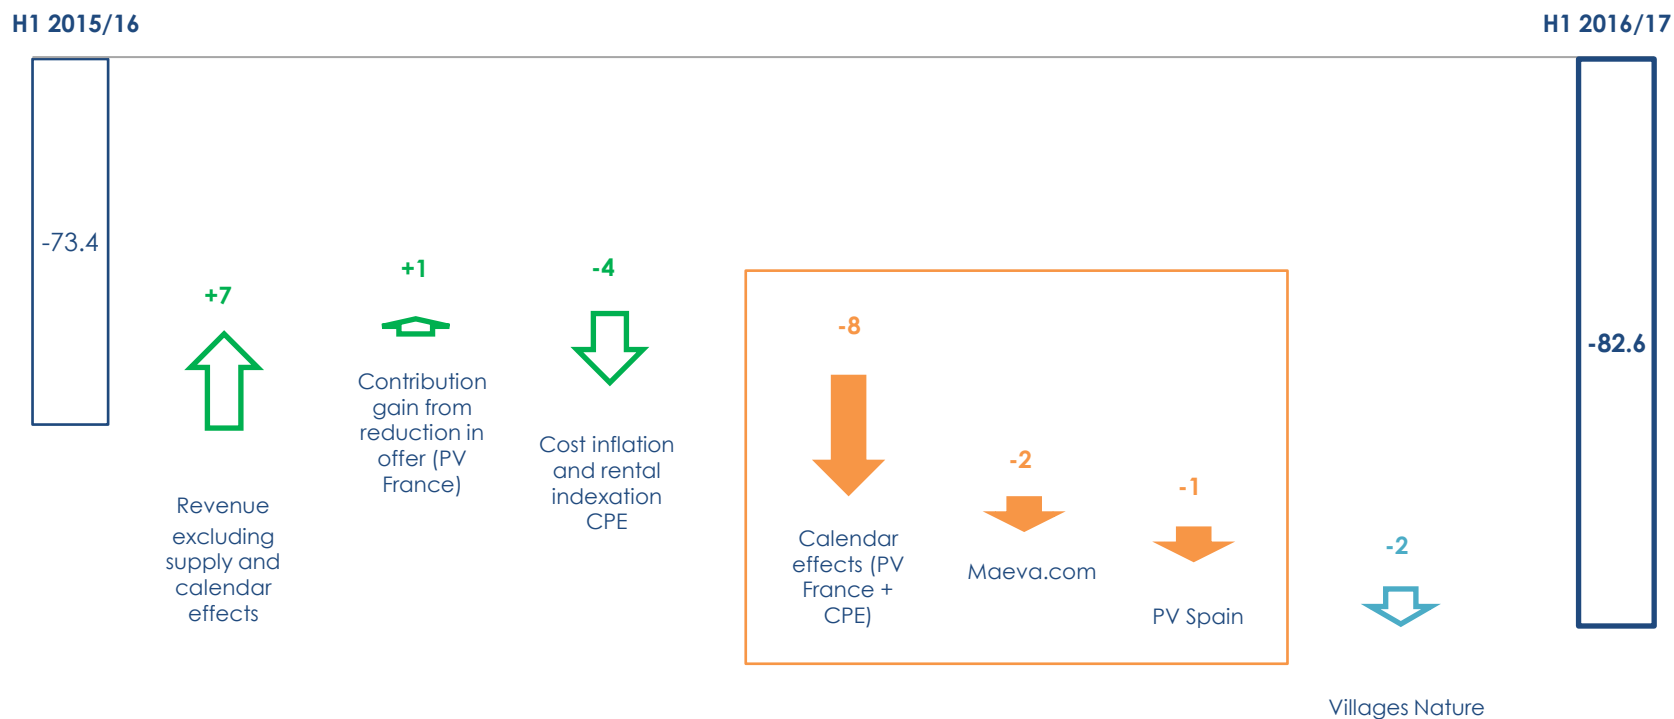 H1 2015/16
H1 2016/17
-73.4
-82.6
+7
Revenue
excluding
supply and
calendar
effects
+1
Contribution
gain from
reduction in
offer (PV
France)
-4
Cost inflation
and rental
indexation
CPE
-8
Calendar
effects (PV
France +
CPE)
-2
Maeva.com
-1
PV Spain
-2
Villages Nature